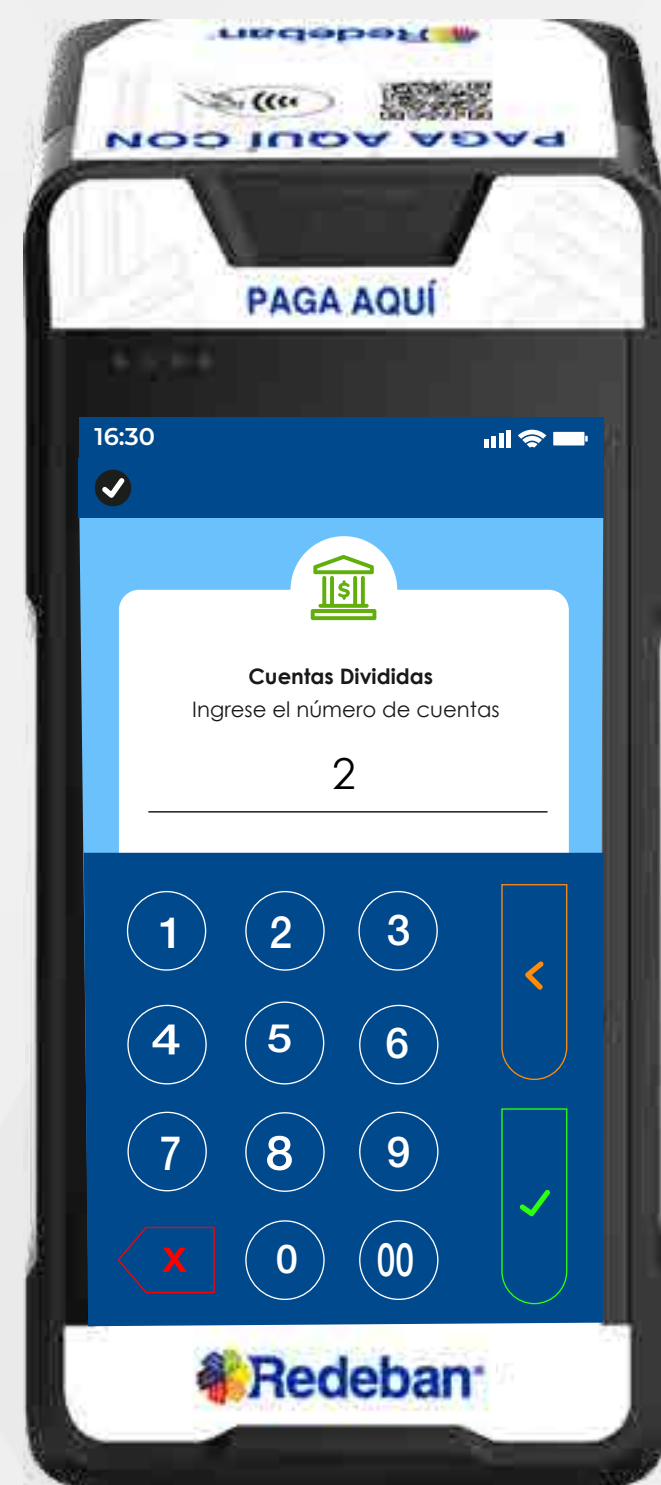 Redeban
PAGA AQUÍ CON
PAGA AQUÍ
16:30
Cuentas Divididas
Ingrese el número de cuentas
2
1 2 3
4 5 6
7 8 9
X 0 00
Redeban